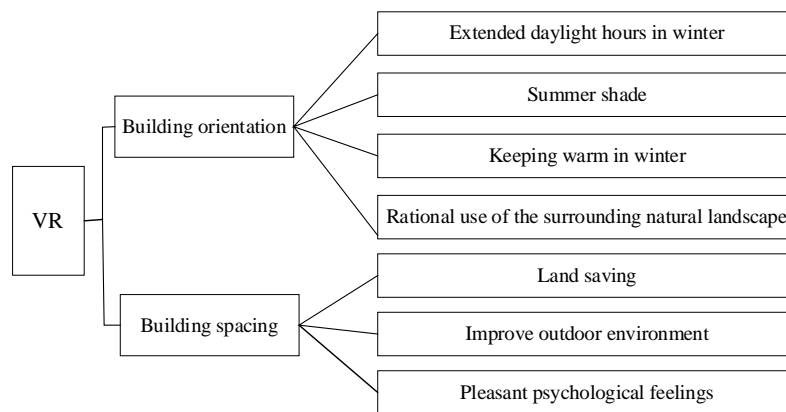 VR
Building orientation
Extended daylight hours in winter
Summer shade
Keeping warm in winter
Rational use of the surrounding natural landscape
Building spacing
Land saving
Improve outdoor environment
Pleasant psychological feelings